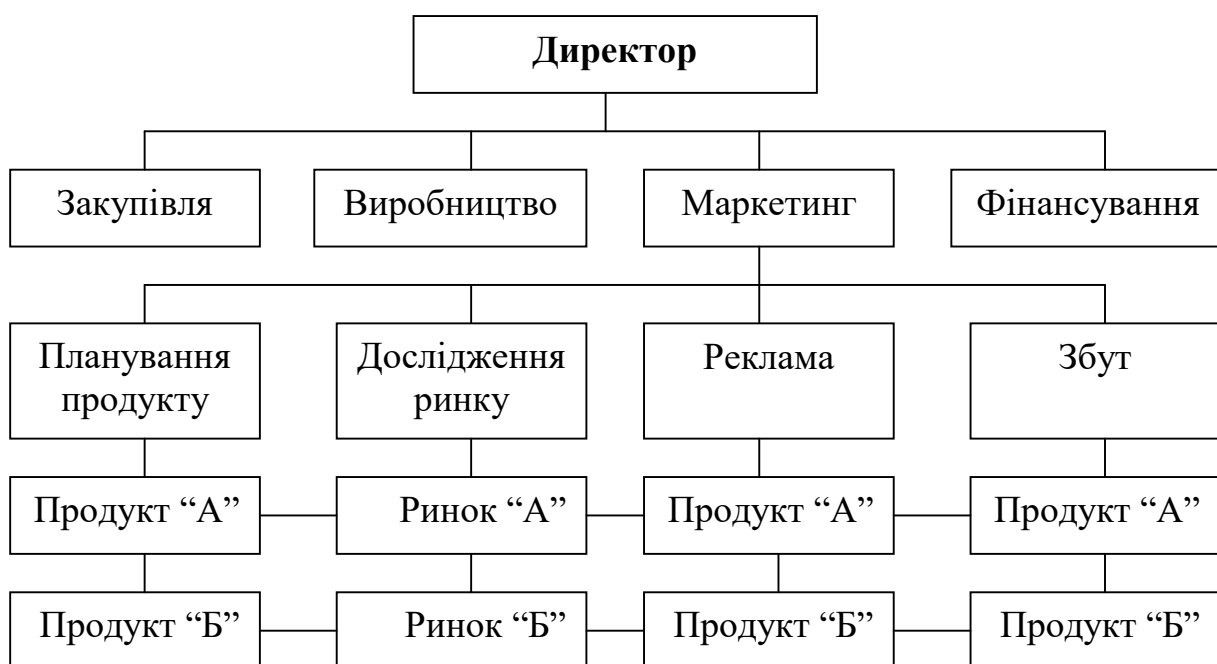 Директор
Закупівля
Виробництво
Маркетинг
Фінансування
Планування
продукту
Дослідження
ринку
Реклама
Збут
Продукт “А”
Ринок “А”
Продукт “А”
Продукт “А”
Продукт “Б”
Ринок “Б”
Продукт “Б”
Продукт “Б”